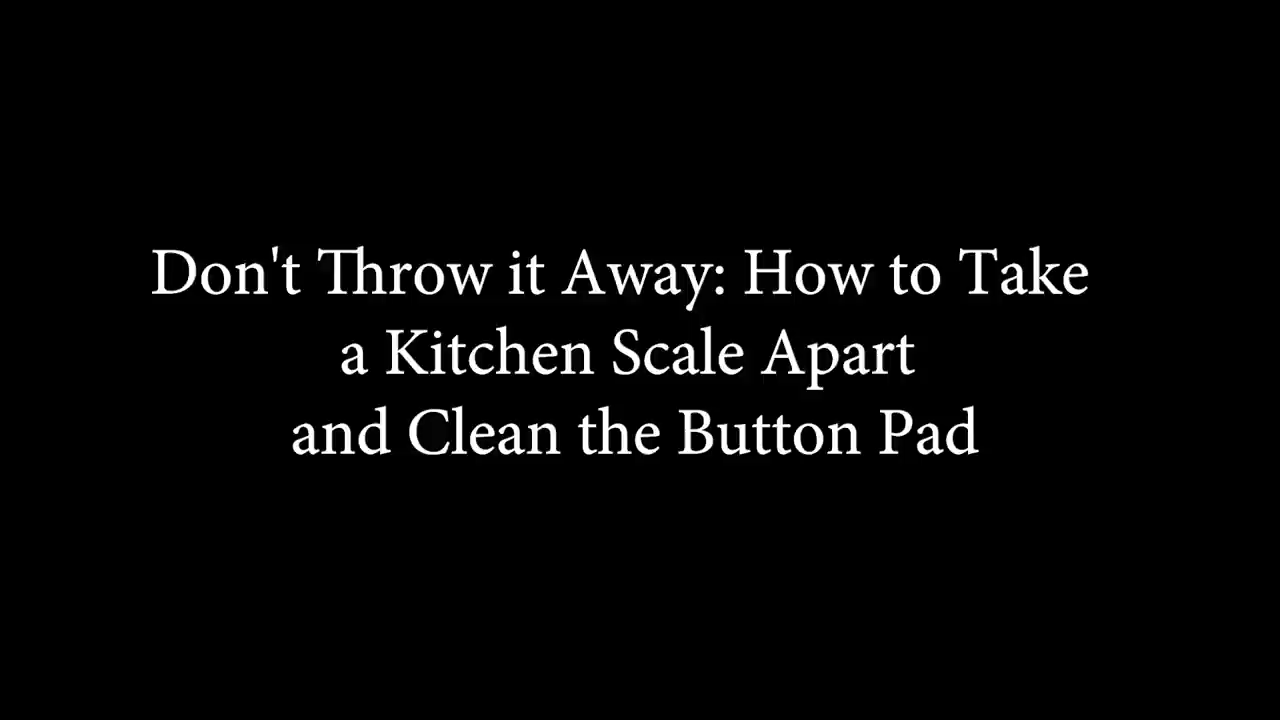 Don't Throw it Away: How to Take
a Kitchen Scale Apart
and Clean the Button Pad